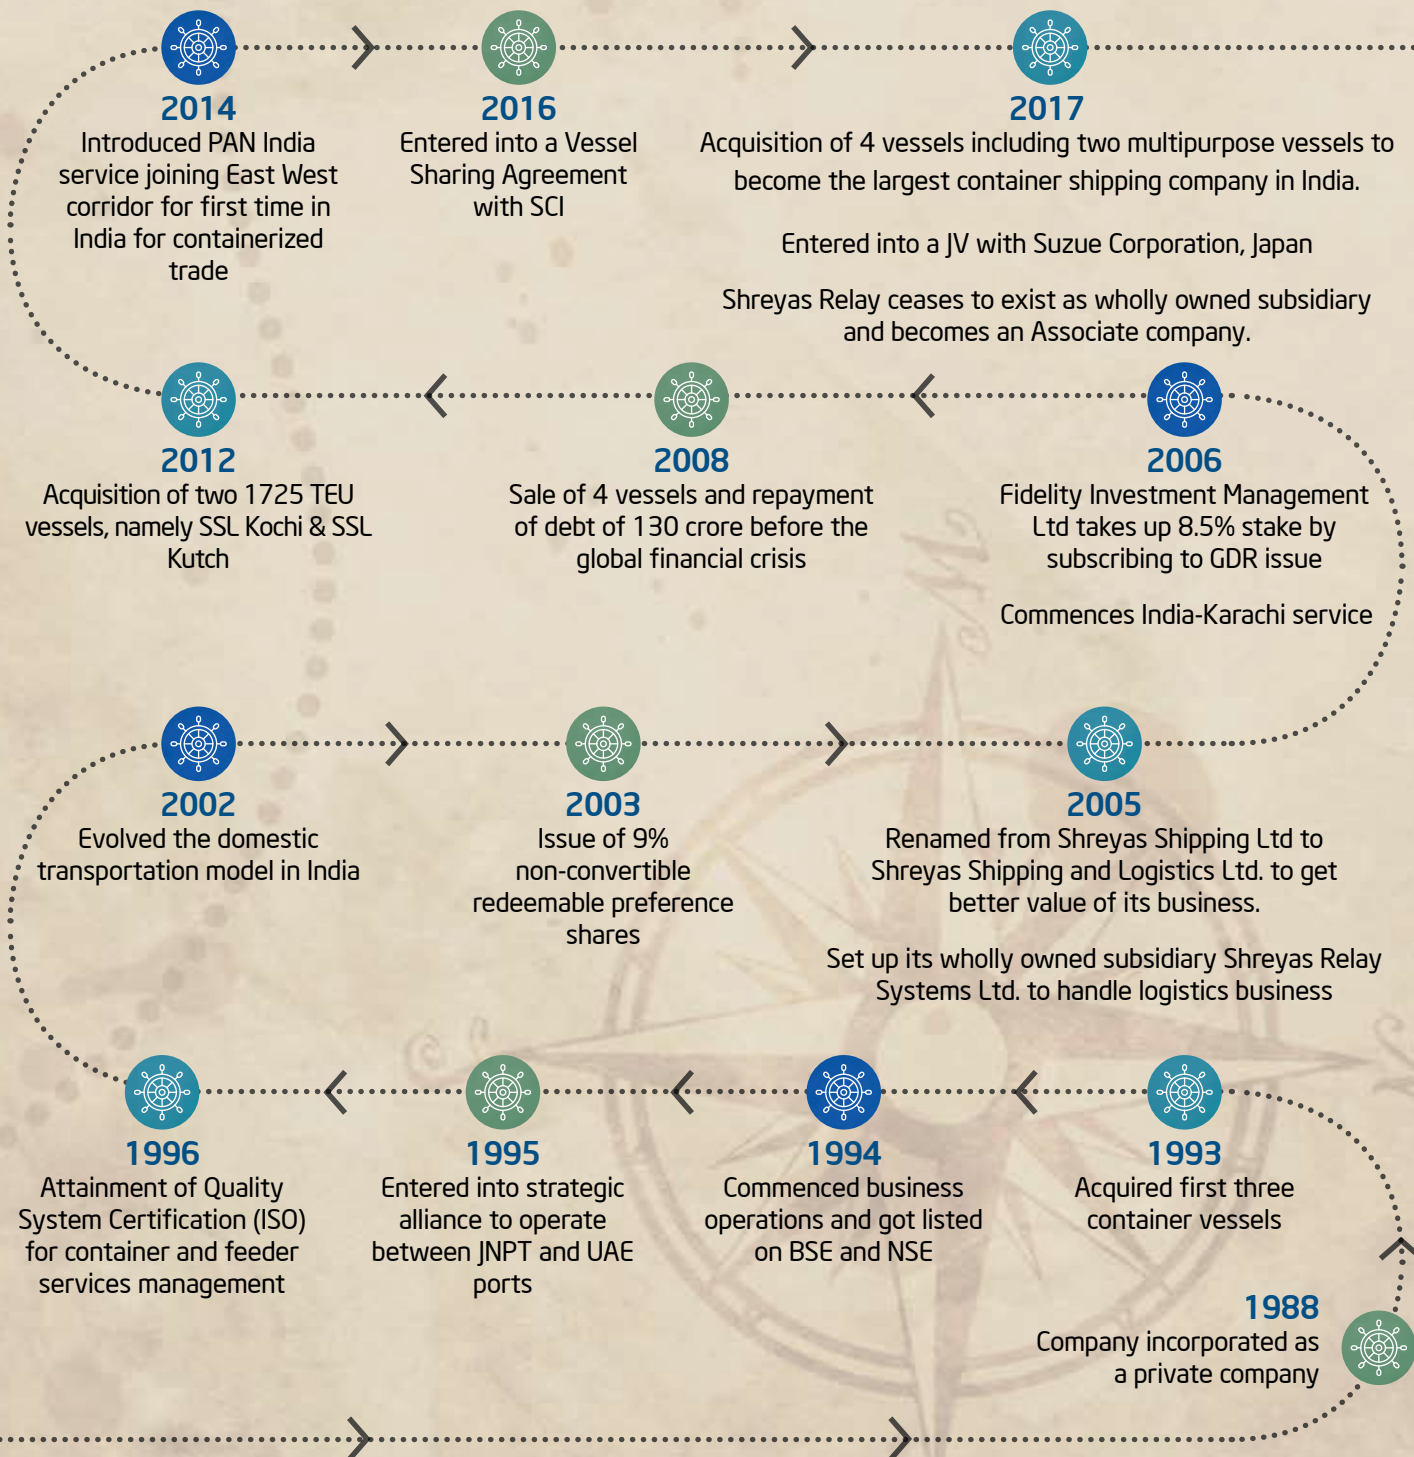 2014
Introduced PAN India
service joining East West
corridor for first time in
India for containerized
trade
2016
Entered into a Vessel
Sharing Agreement
with SCI
2017
Acquisition of 4 vessels including two multipurpose vessels to
become the largest container shipping company in India.
Entered into a JV with Suzue Corporation, Japan
Shreyas Relay ceases to exist as wholly owned subsidiary
and becomes an Associate company.
2012
Acquisition of two 1725 TEU
vessels, namely SSL Kochi & SSL
Kutch
2008
Sale of 4 vessels and repayment
of debt of 130 crore before the
global financial crisis
2006
Fidelity Investment Management
Ltd takes up 8.5% stake by
subscribing to GDR issue
Commences India-Karachi service
2002
Evolved the domestic
transportation model in India
2003
Issue of 9%
non-convertible
redeemable preference
shares
2005
Renamed from Shreyas Shipping Ltd to
Shreyas Shipping and Logistics Ltd. to get
better value of its business.
Set up its wholly owned subsidiary Shreyas Relay
Systems Ltd. to handle logistics business
1996
Attainment of Quality
System Certification (ISO)
for container and feeder
services management
1995
Entered into strategic
alliance to operate
between JNPT and UAE
ports
1994
Commenced business
operations and got listed
on BSE and NSE
1993
Acquired first three
container vessels
1988
Company incorporated as
a private company